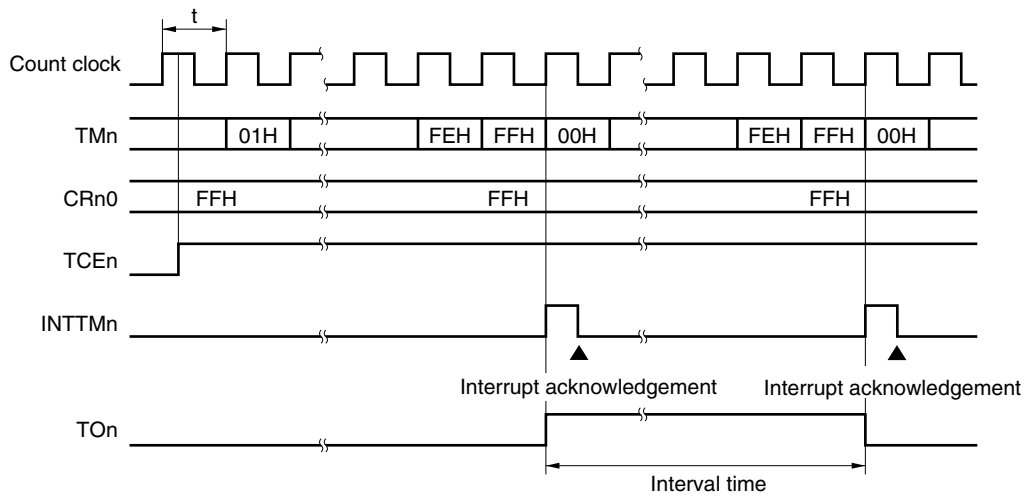 t
Count clock
TMn 01H FEH FFH 00H FEH FFH 00H
CRn0 FFH FFH FFH
TCEn
INTTMn
Interrupt acknowledgement Interrupt acknowledgement
TOn
Interval time